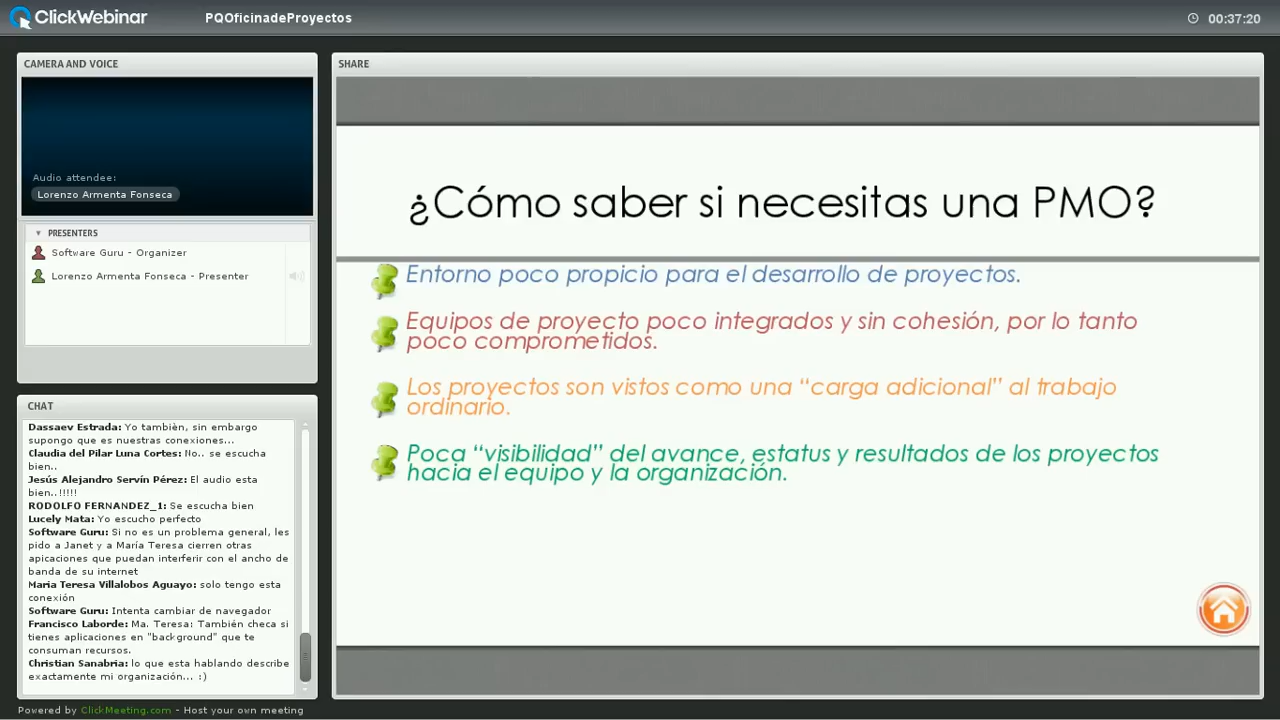 ClickWebinar
PQOficinadeProyectos
00:37:20
CAMERA AND VOICE
Audio attendee:
Lorenzo Armenta Fonseca
PRESENTERS
Software Guru - Organizer
Lorenzo Armenta Fonseca - Presenter
CHAT
Dassaev Estrada: Yo tambièn, sin embargo
supongo que es nuestras conexiones...
Claudia del Pilar Luna Cortes: No.. se escucha
bien..
Jesús Alejandro Servín Pérez: El audio esta
bien..!!!!!
RODOLFO FERNANDEZ_1: Se escucha bien
Lucely Mata: Yo escucho perfecto
Software Guru: Si no es un problema general, les
pido a Janet y a María Teresa cierren otras
apicaciones que puedan interferir con el ancho de
banda de su internet
Maria Teresa Villalobos Aguayo: solo tengo esta
conexión
Software Guru: Intenta cambiar de navegador
Francisco Laborde: Ma. Teresa: También checa si
tienes aplicaciones en "background" que te
consuman recursos.
Christian Sanabria: lo que esta hablando describe
exactamente mi organización... :)
SHARE
¿Cómo saber si necesitas una PMO?
Entorno poco propicio para el desarrollo de proyectos.
Equipos de proyecto poco integrados y sin cohesión, por lo tanto
poco comprometidos.
Los proyectos son vistos como una “carga adicional” al trabajo
ordinario.
Poca “visibilidad” del avance, estatus y resultados de los proyectos
hacia el equipo y la organización.
Powered by ClickMeeting.com - Host your own meeting